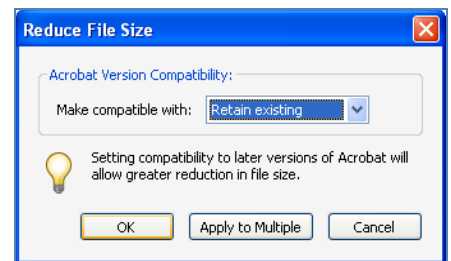 Reduce File Size
Acrobat Version Compatibility:
Make compatible with: Retain existing
Setting compatibility to later versions of Acrobat will
allow greater reduction in file size.
OK Apply to Multiple Cancel